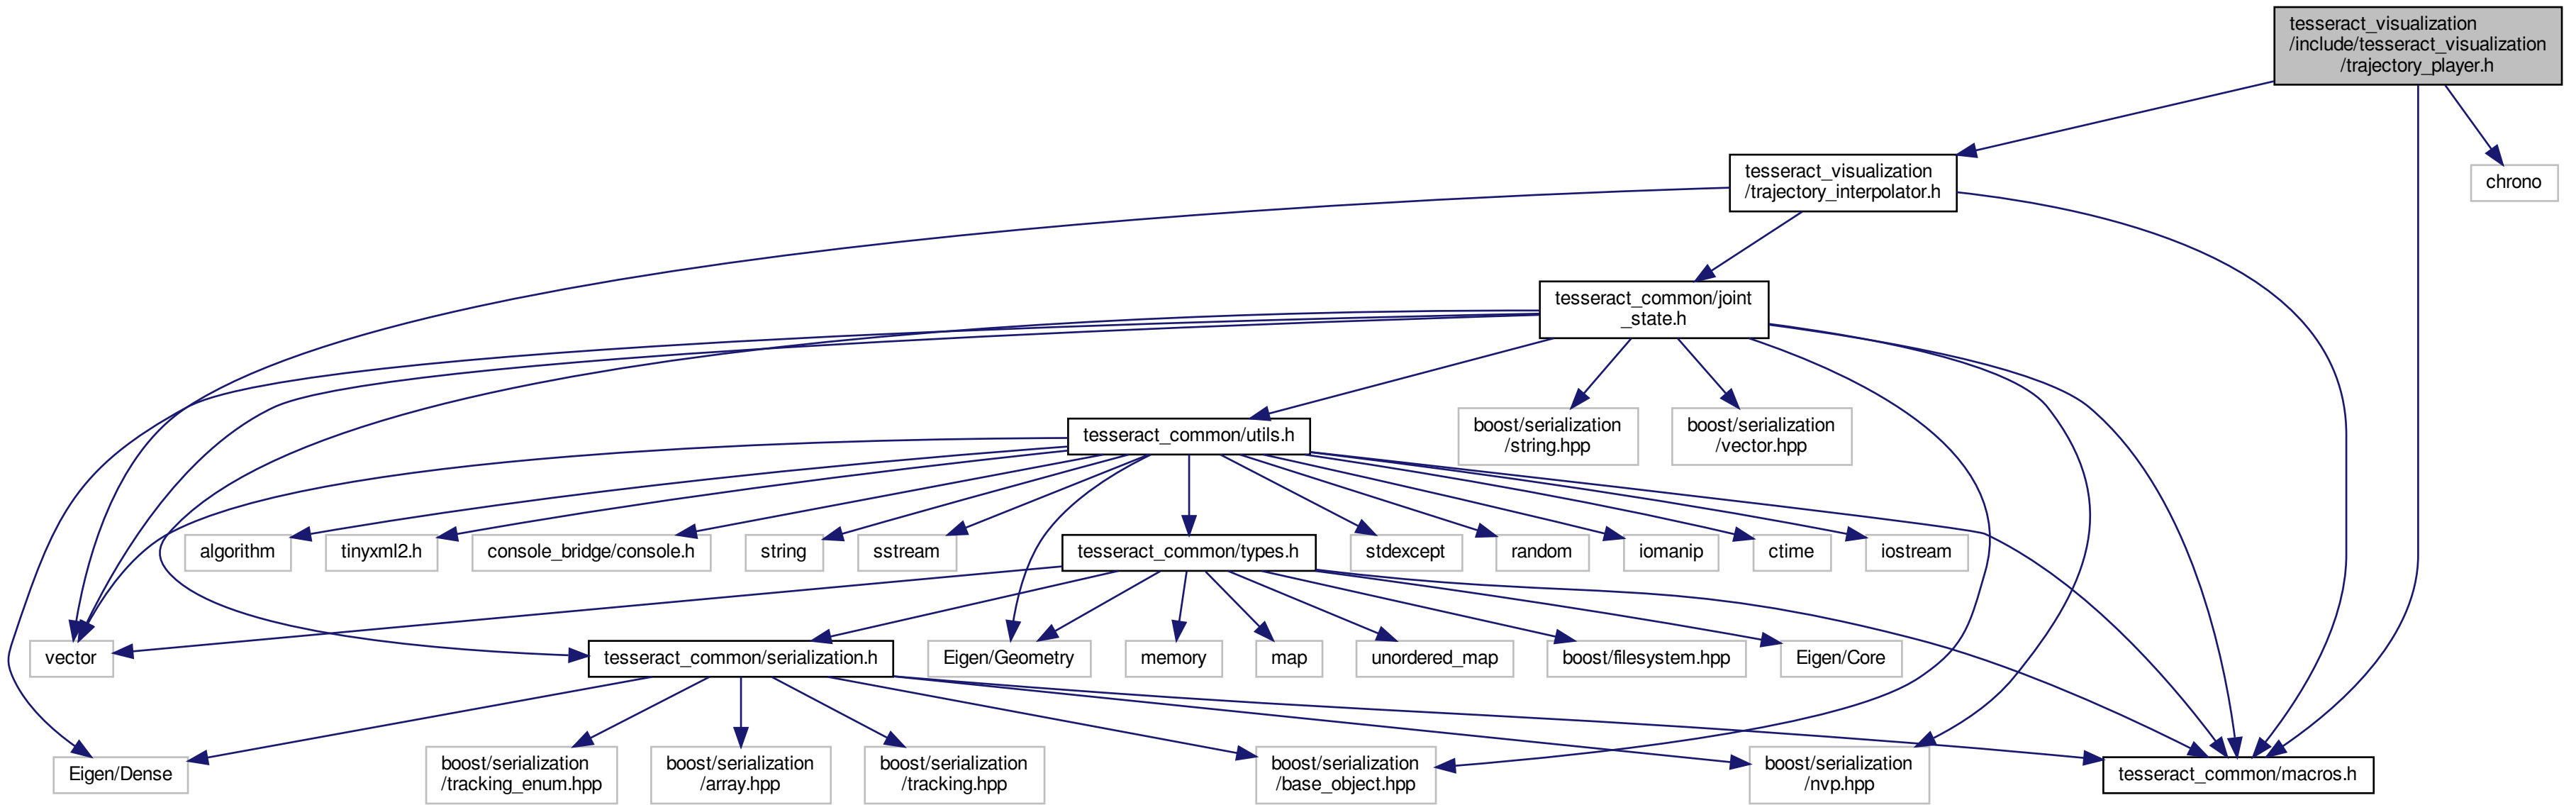 tesseract_visualization
/include/tesseract_visualization
/trajectory_player.h
tesseract_visualization
/trajectory_interpolator.h
chrono
tesseract_common/joint
_state.h
tesseract_common/utils.h
boost/serialization
/string.hpp
boost/serialization
/vector.hpp
algorithm
tinyxml2.h
console_bridge/console.h
string
sstream
tesseract_common/types.h
stdexcept
random
iomanip
ctime
iostream
vector
tesseract_common/serialization.h
Eigen/Geometry
memory
map
unordered_map
boost/filesystem.hpp
Eigen/Core
Eigen/Dense
boost/serialization
/tracking_enum.hpp
boost/serialization
/array.hpp
boost/serialization
/tracking.hpp
boost/serialization
/base_object.hpp
boost/serialization
/nvp.hpp
tesseract_common/macros.h